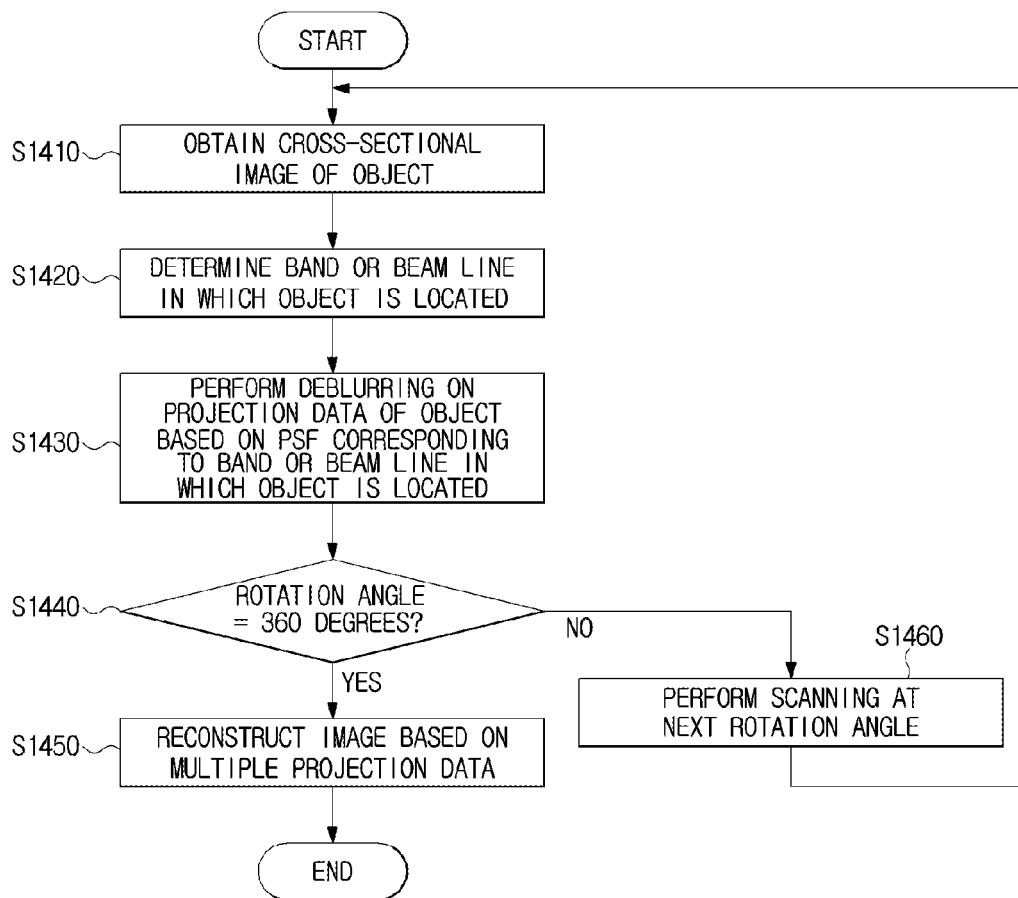 START
S1410
OBTAIN CROSS-SECTIONAL
IMAGE OF OBJECT
S1420
DETERMINE BAND OR BEAM LINE
IN WHICH OBJECT IS LOCATED
S1430
PERFORM DEBLURRING ON
PROJECTION DATA OF OBJECT
BASED ON PSF CORRESPONDING
TO BAND OR BEAM LINE IN
WHICH OBJECT IS LOCATED
S1440
ROTATION ANGLE
= 360 DEGREES?
NO
YES
S1460
PERFORM SCANNING AT
NEXT ROTATION ANGLE
S1450
RECONSTRUCT IMAGE BASED ON
MULTIPLE PROJECTION DATA
END